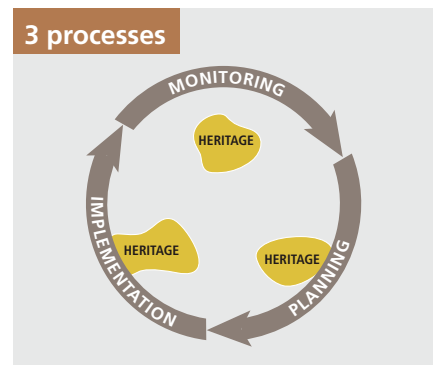 3 processes
MONITORING
HERITAGE
HERITAGE
HERITAGE
IMPLEMENTATION
PLANNING